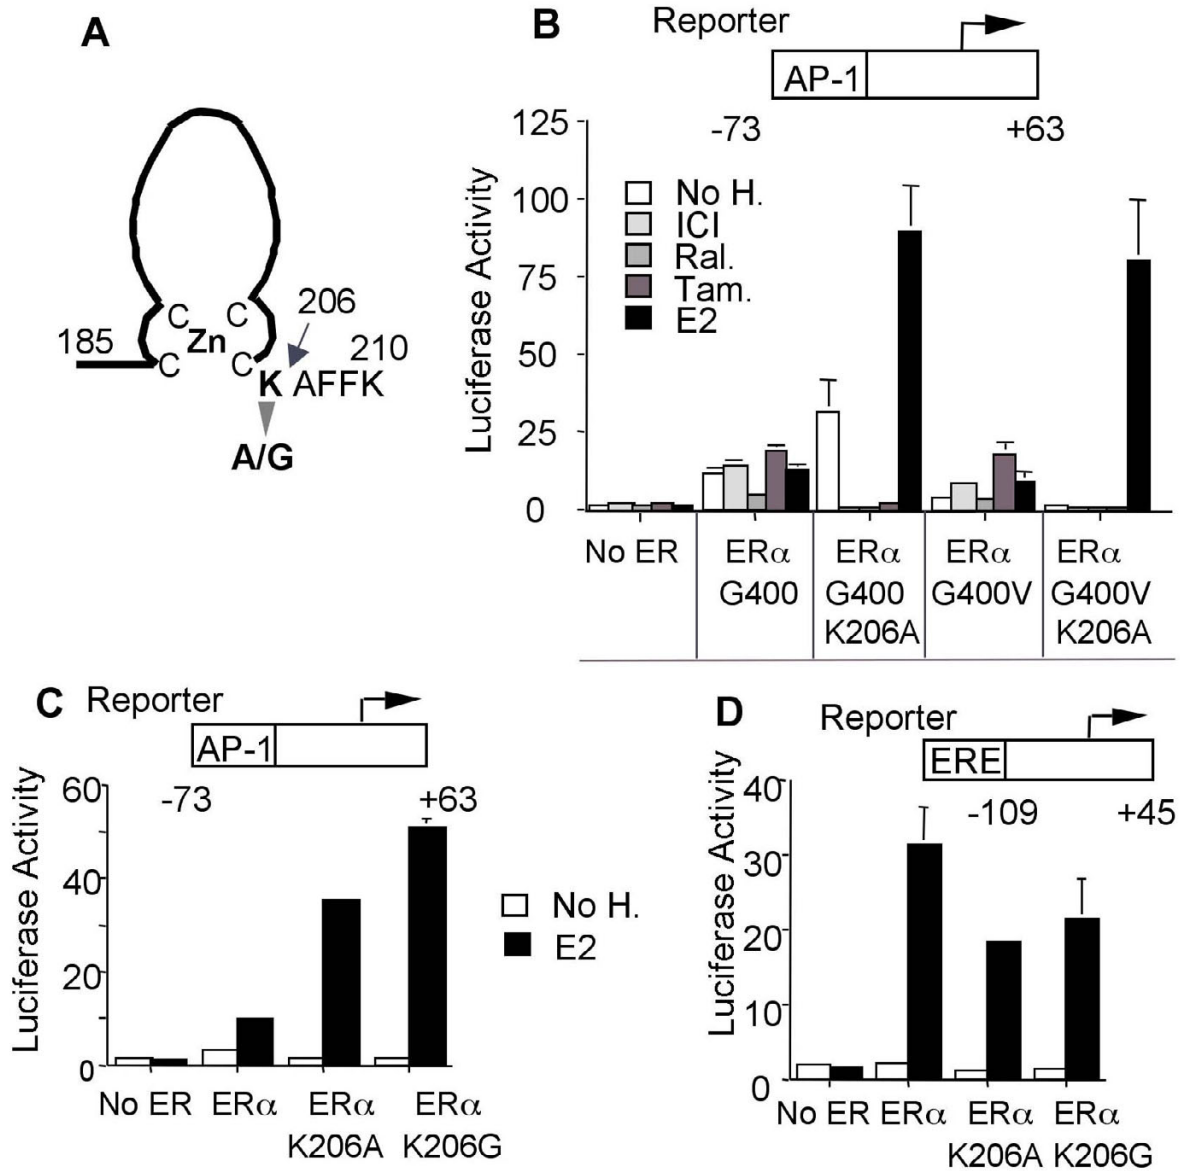 A
185
C
C
Zn
C
C
206
210
K AFFK
A/G
B
Reporter
AP-1
-73
+63
Luciferase Activity
125
100
75
50
25
0
No H.
ICI
Ral.
Tam.
E2
No ER
ERα
G400
ERα
G400
K206A
ERα
G400V
ERα
G400V
K206A
C
Reporter
AP-1
-73
+63
Luciferase Activity
60
40
20
0
No H.
E2
No ER
ERα
ERα
K206A
ERα
K206G
D
Reporter
ERE
-109
+45
Luciferase Activity
40
30
20
10
0
No ER
ERα
ERα
K206A
ERα
K206G